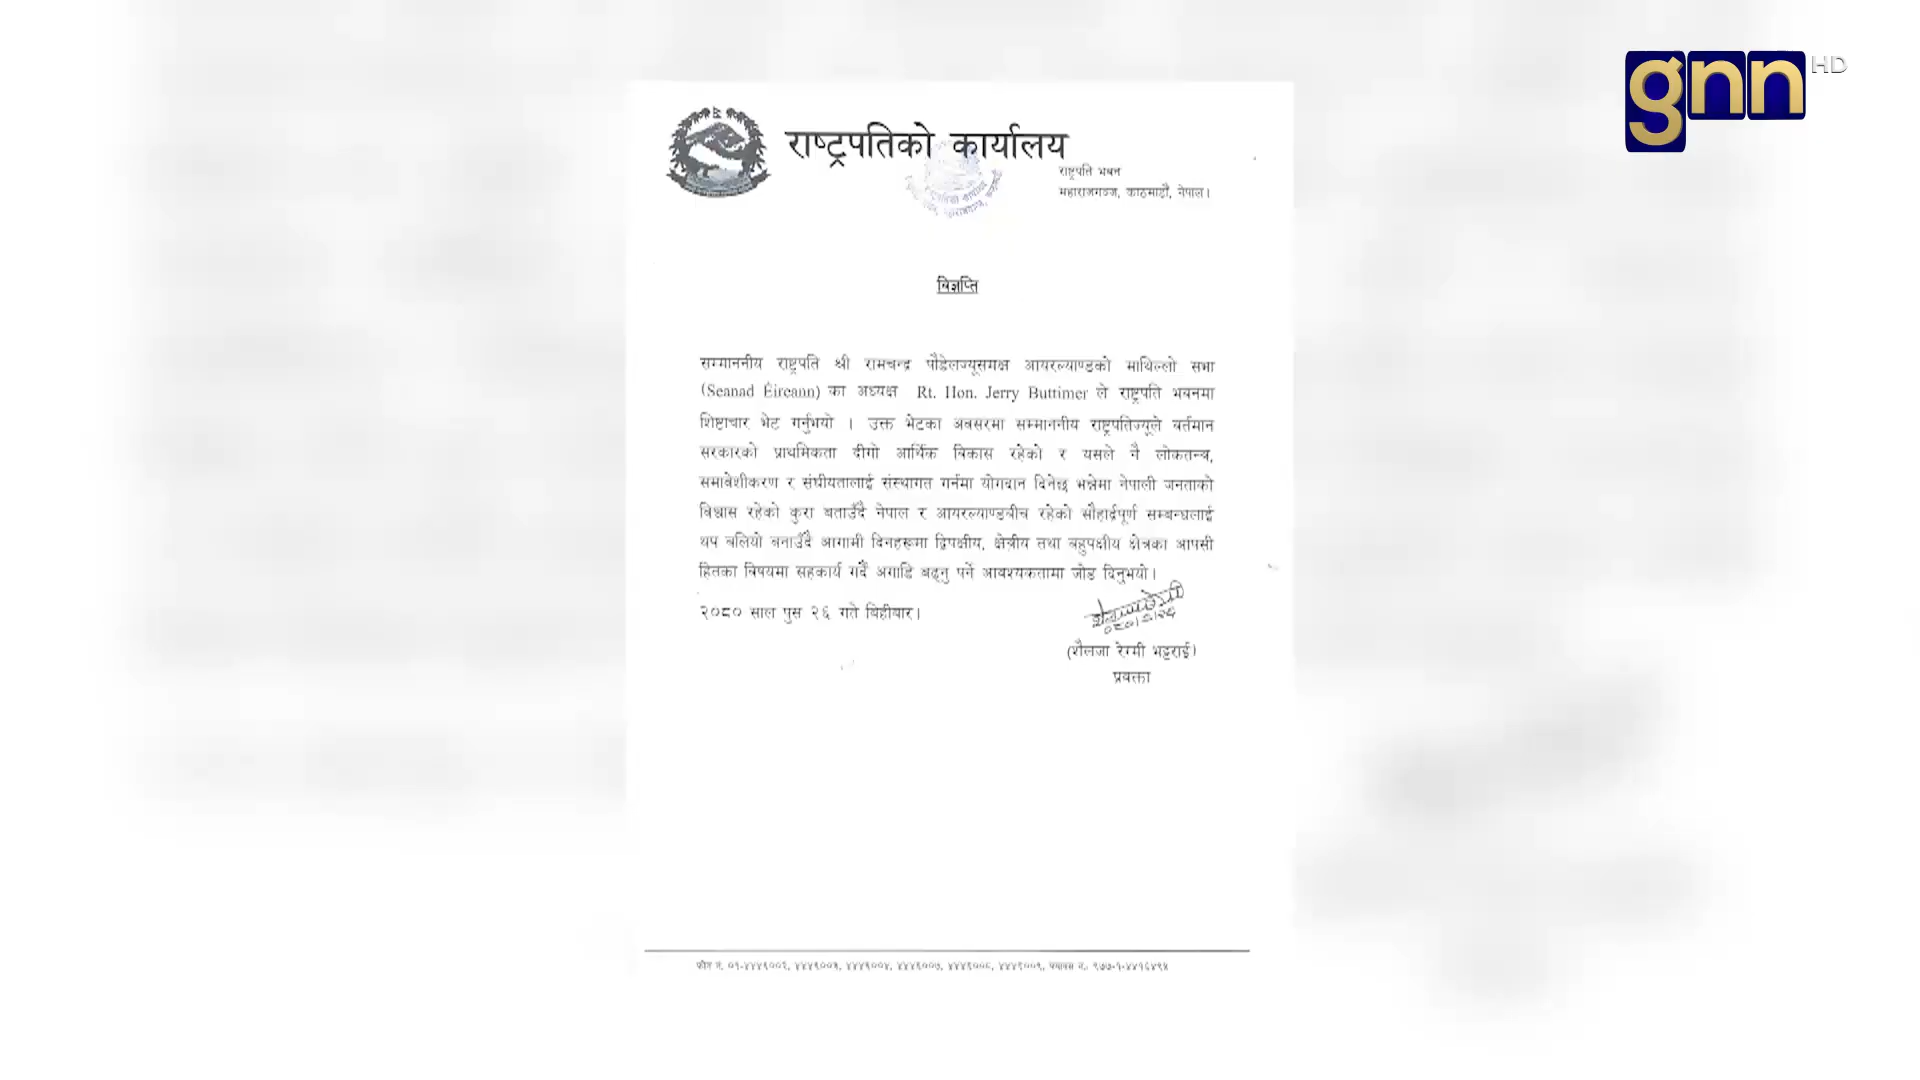 gnn HD
राष्ट्रपतिको कार्यालय
राष्ट्रपति भवन
महाराजगञ्ज, काठमाडौं, नेपाल।
विज्ञप्ति
सम्माननीय राष्ट्रपति श्री रामचन्द्र पौडेलज्यूसमक्ष आयरल्याण्डको माथिल्लो सभा
(Seanad Éireann) का अध्यक्ष Rt. Hon. Jerry Buttimer ले राष्ट्रपति भवनमा
शिष्टाचार भेट गर्नुभयो । उक्त भेटका अवसरमा सम्माननीय राष्ट्रपतिज्यूले वर्तमान
सरकारको प्राथमिकता दीगो आर्थिक विकास रहेको र यसले नै लोकतन्त्र,
समावेशीकरण र संघीयतालाई संस्थागत गर्नमा योगदान दिनेछ भन्नेमा नेपाली जनताको
विश्वास रहेको कुरा बताउँदै नेपाल र आयरल्याण्डबीच रहेको सौहार्द्रपूर्ण सम्बन्धलाई
थप बलियो बनाउँदै आगामी दिनहरूमा द्विपक्षीय, क्षेत्रीय तथा बहुपक्षीय क्षेत्रका आपसी
हितका विषयमा सहकार्य गर्दै अगाडि बढ्नु पर्ने आवश्यकतामा जोड दिनुभयो।
२०८० साल पुस २६ गते बिहीबार।
(शैलजा रेग्मी भट्टराई)
प्रवक्ता